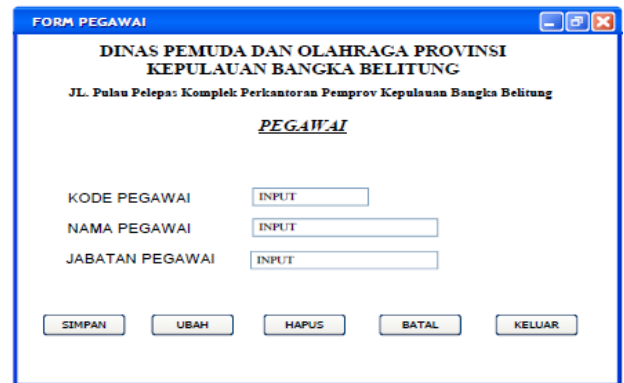 FORM PEGAWAI
DINAS PEMUDA DAN OLAHRAGA PROVINSI
KEPULAUAN BANGKA BELITUNG
JL. Pulau Pelepas Komplek Perkantoran Pemprov Kepulauan Bangka Belitung
PEGAWAI
KODE PEGAWAI INPUT
NAMA PEGAWAI INPUT
JABATAN PEGAWAI INPUT
SIMPAN UBAH HAPUS BATAL KELUAR